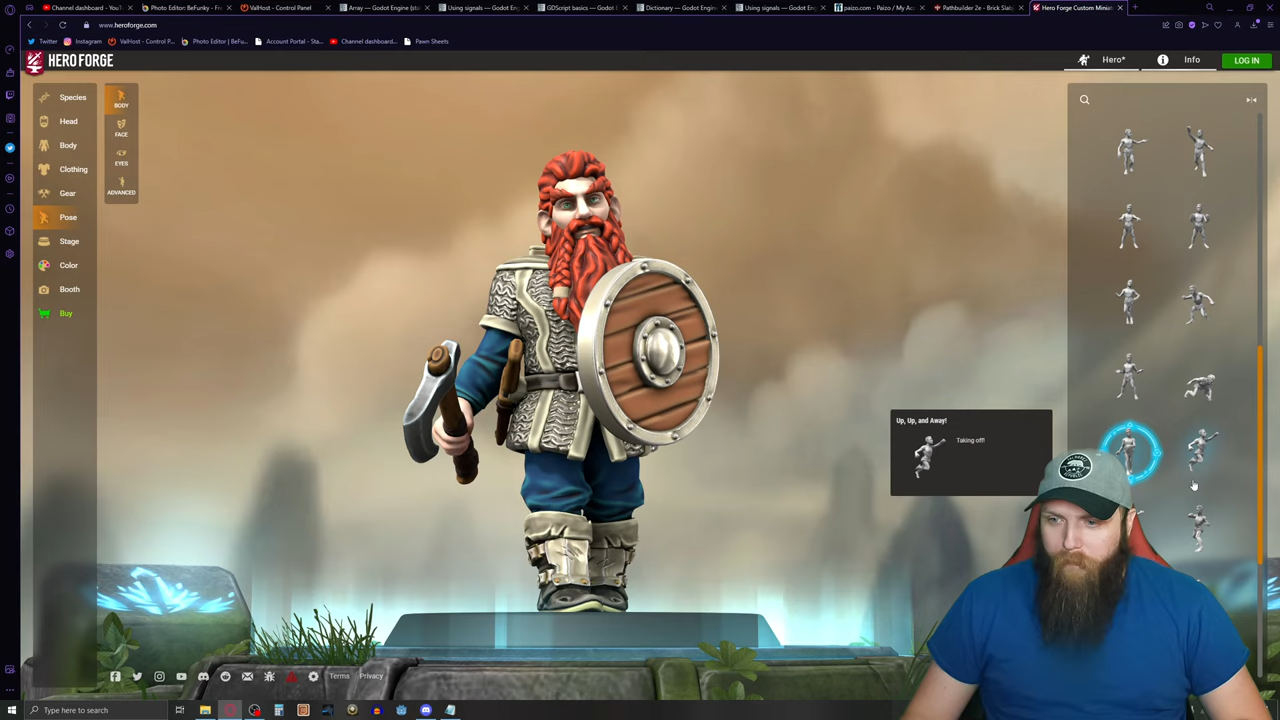 Channel dashboard - YouT
Photo Editor: BeFunky - Fr
ValHost - Control Panel
Array — Godot Engine (sta
Using signals — Godot En
GDScript basics — Godot E
Dictionary — Godot Engin
Using signals — Godot En
paizo.com - Paizo / My Ac
Pathbuilder 2e - Brick Slab
Hero Forge Custom Miniat
www.heroforge.com
Twitter
Instagram
ValHost - Control P...
Photo Editor | BeFu...
Account Portal - Sta...
Channel dashboard...
Pawn Sheets
HERO FORGE
Hero*
Info
LOG IN
Species
Head
Body
Clothing
Gear
Pose
Stage
Color
Booth
Buy
BODY
FACE
EYES
ADVANCED
Up, Up, and Away!
Taking off!
Terms
Privacy
Type here to search